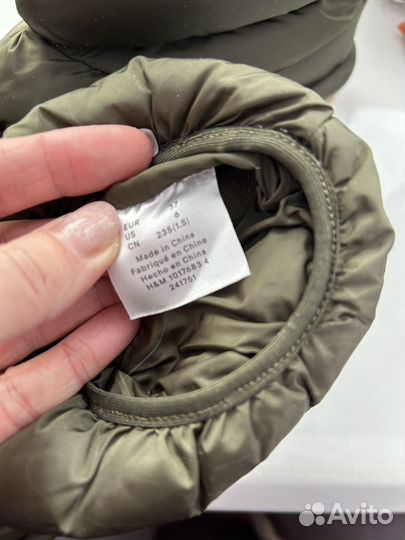 EUR 37
US 6
CN 235(1.5)
Made in China
Fabriqué en Chine
Hecho en China
H&M 1017683 4
241751
Avito